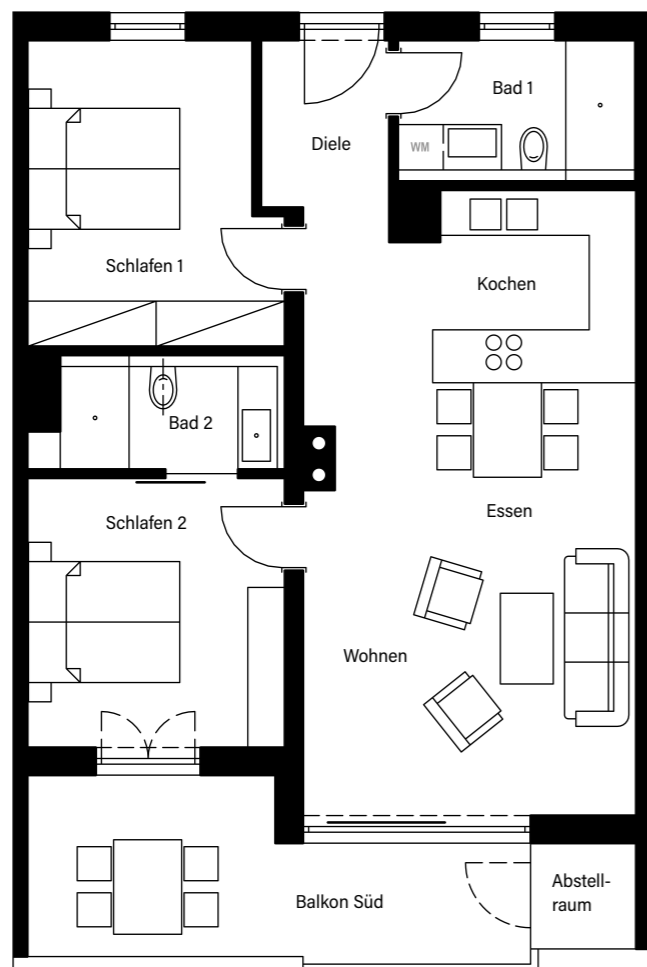 Bad 1
Diele
WM
Schlafen 1
Kochen
Bad 2
Essen
Schlafen 2
Wohnen
Balkon Süd
Abstell-
raum